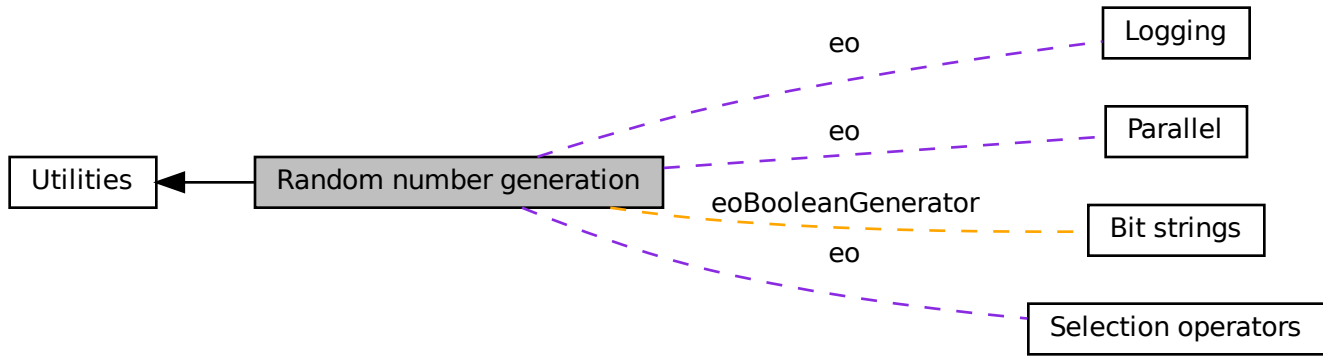 Utilities
Random number generation
eo
Logging
eo
Parallel
eoBooleanGenerator
Bit strings
eo
Selection operators